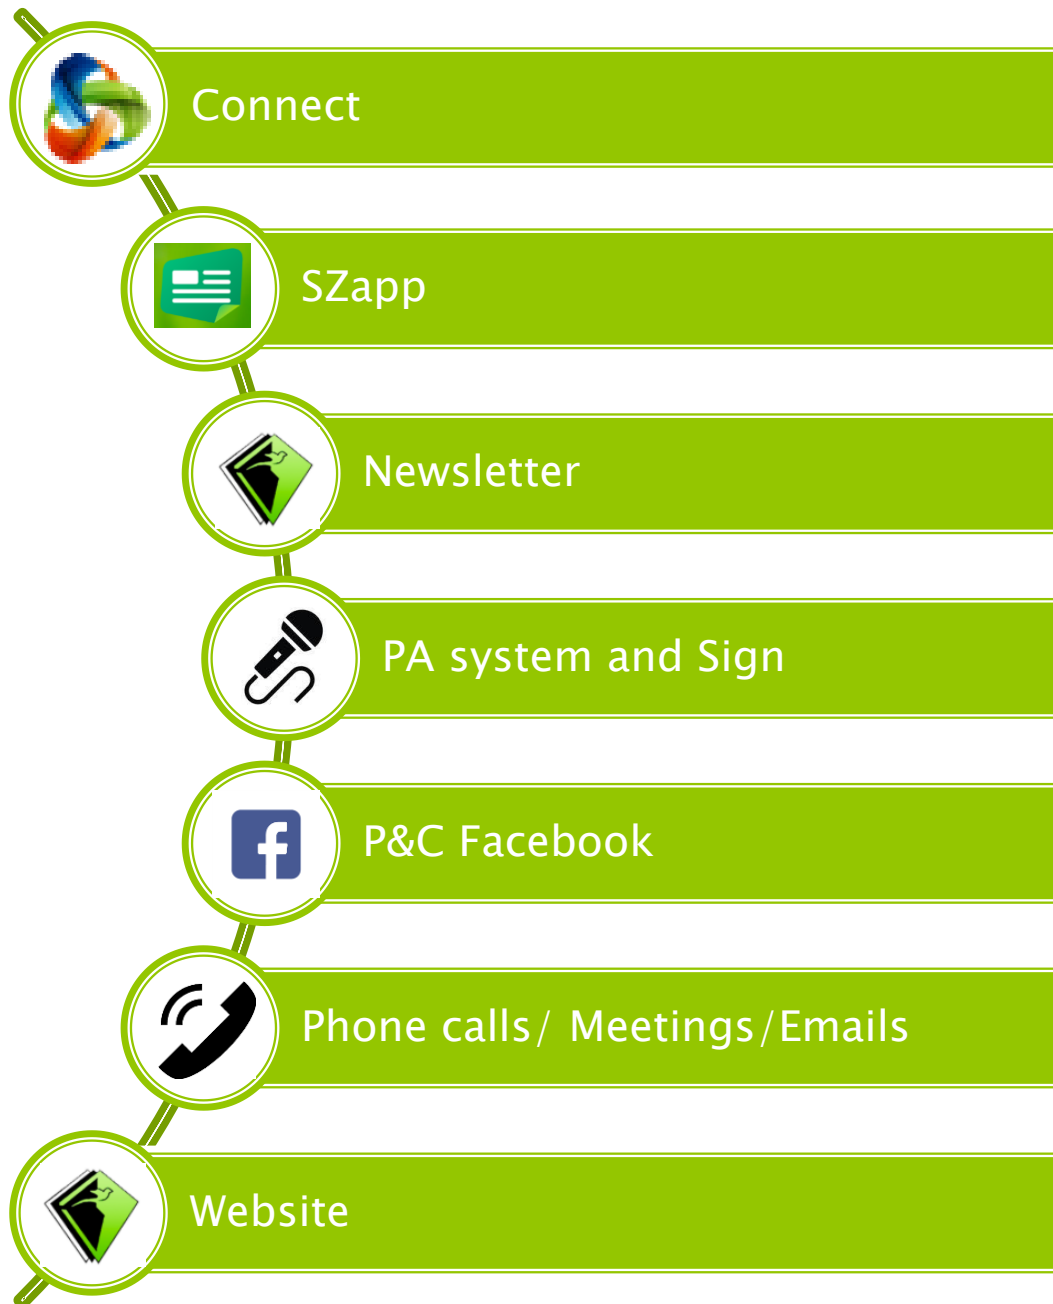 Connect
SZapp
Newsletter
PA system and Sign
P&C Facebook
Phone calls/ Meetings/Emails
Website